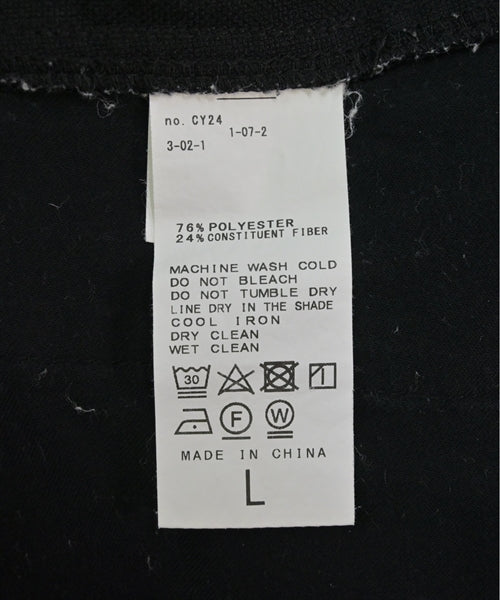 no. CY24
1-07-2
3-02-1
76% POLYESTER
24% CONSTITUENT FIBER
MACHINE WASH COLD
DO NOT BLEACH
DO NOT TUMBLE DRY
LINE DRY IN THE SHADE
COOL IRON
DRY CLEAN
WET CLEAN
30
F W
MADE IN CHINA
L